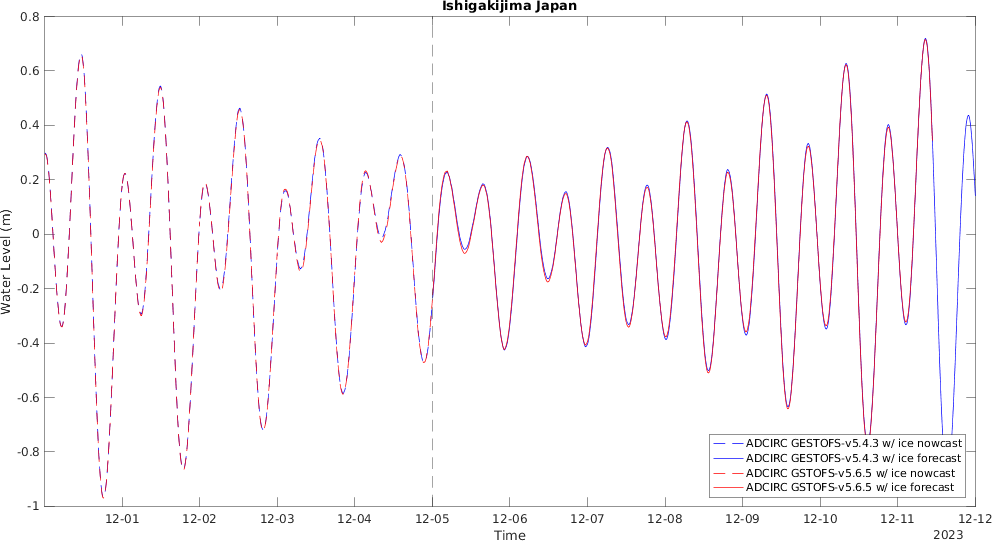 Ishigakijima Japan
0.8
0.6
0.4
0.2
0
-0.2
-0.4
-0.6
-0.8
-1
Water Level (m)
12-01 12-02 12-03 12-04 12-05 12-06 12-07 12-08 12-09 12-10 12-11 12-12
Time
2023
ADCIRC GESTOFS-v5.4.3 w/ ice nowcast
ADCIRC GESTOFS-v5.4.3 w/ ice forecast
ADCIRC GSTOFS-v5.6.5 w/ ice nowcast
ADCIRC GSTOFS-v5.6.5 w/ ice forecast